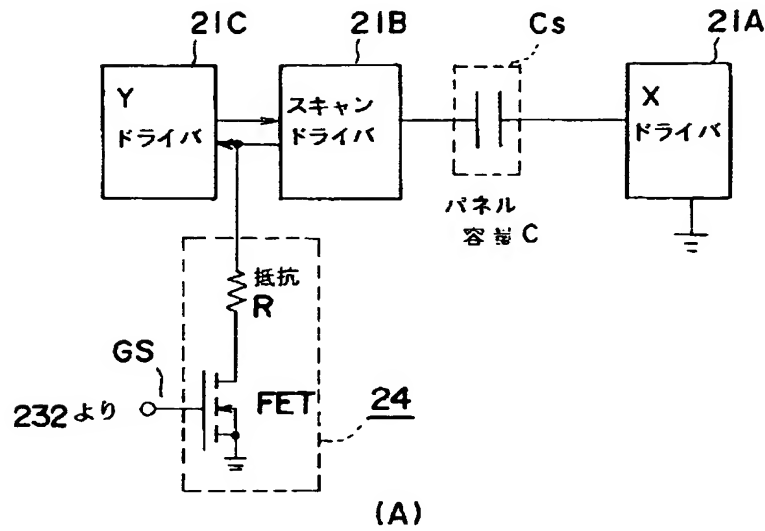 21C
21B
Cs
21A
Y
ドライバ
スキャン
ドライバ
X
ドライバ
パネル
容量 C
抵抗
R
GS
FET
24
232より
(A)